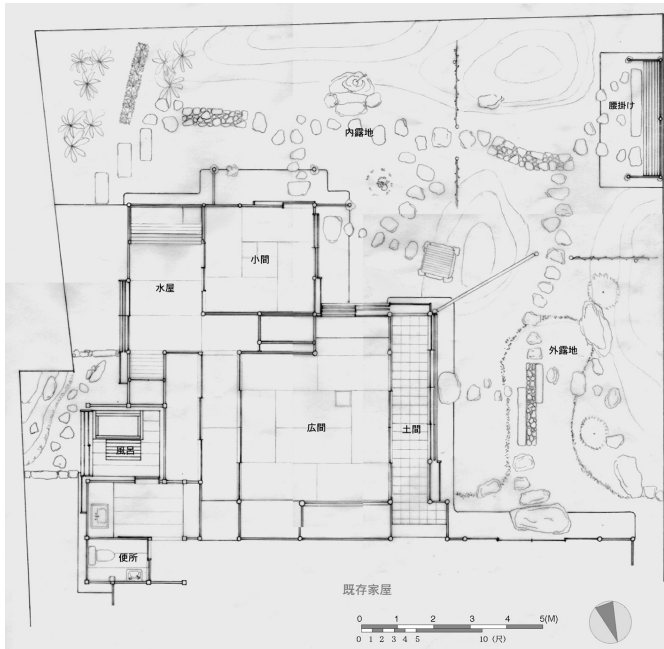 腰掛け
内露地
小間
水屋
外露地
広間
土間
風呂
便所
既存家屋
0 1 2 3 4 5(M)
0 1 2 3 4 5 10 (尺)